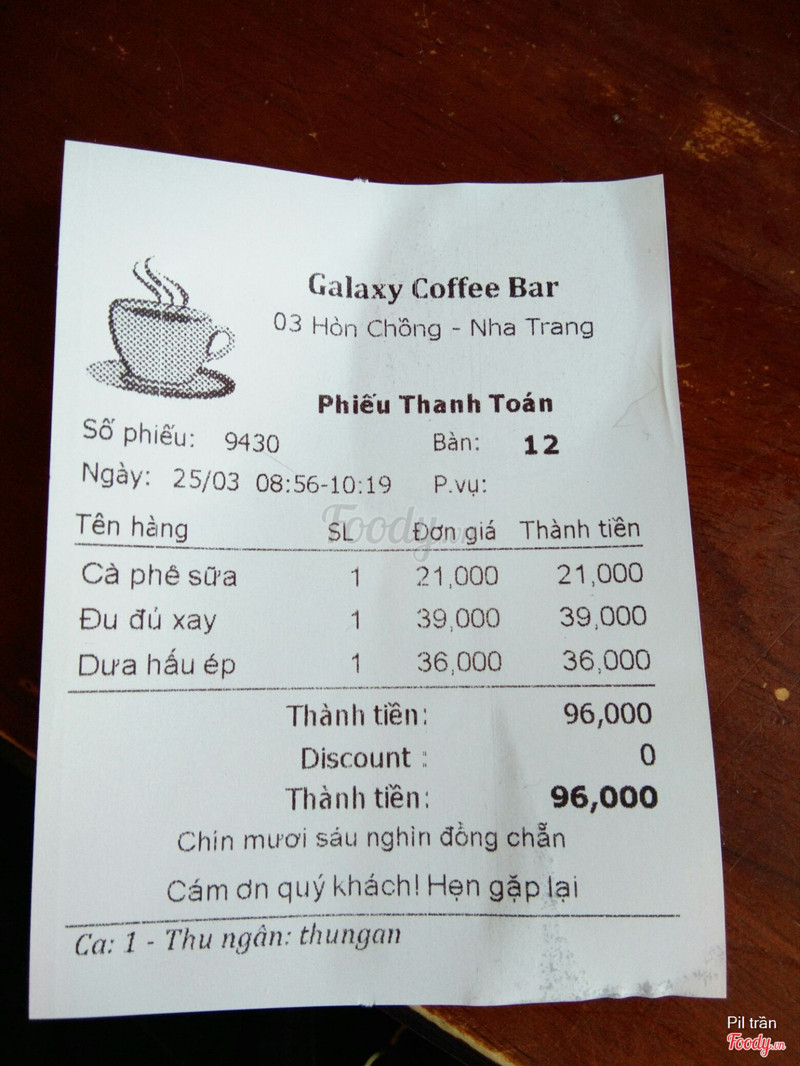 Galaxy Coffee Bar
03 Hòn Chồng - Nha Trang
Phiếu Thanh Toán
Số phiếu: 9430 Bàn: 12
Ngày: 25/03 08:56-10:19 P.vụ:
Foody.vn
Tên hàng SL Đơn giá Thành tiền
Cà phê sữa 1 21,000 21,000
Đu đủ xay 1 39,000 39,000
Dưa hấu ép 1 36,000 36,000
Thành tiền: 96,000
Discount : 0
Thành tiền: 96,000
Chín mươi sáu nghìn đồng chẵn
Cám ơn quý khách! Hẹn gặp lại
Ca: 1 - Thu ngân: thungan
Pil trần
Foody.vn